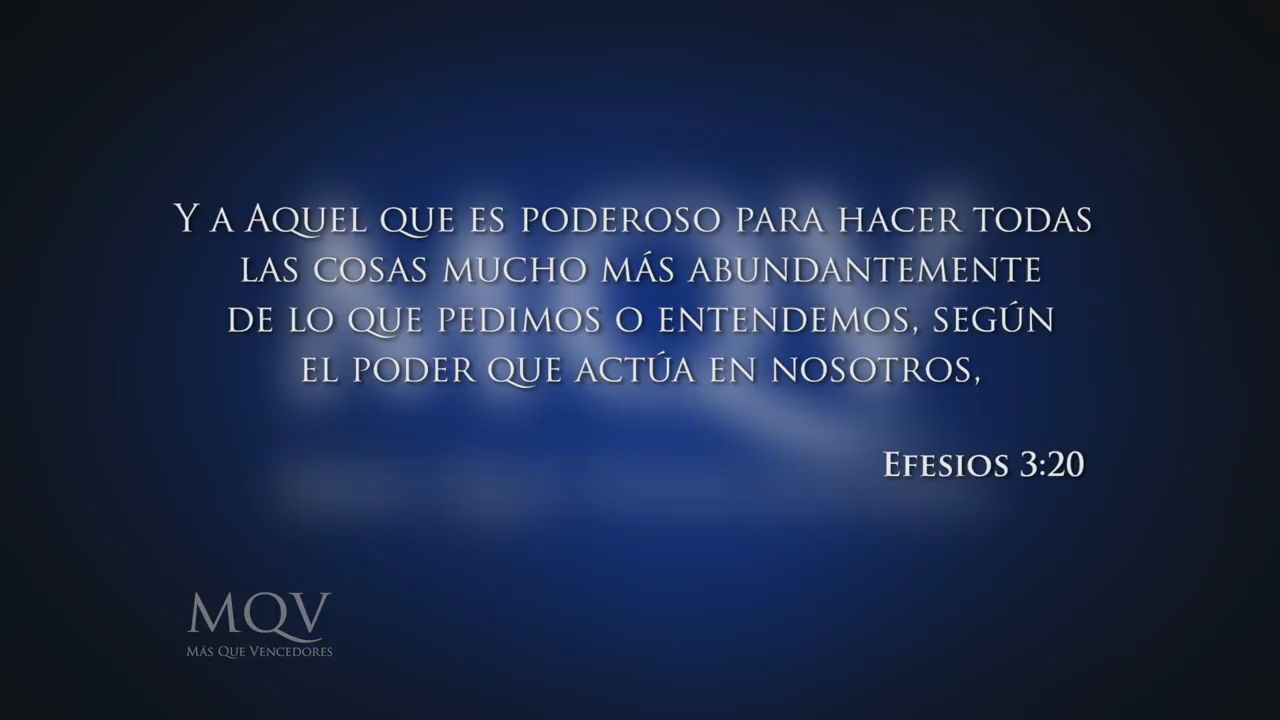 Y a Aquel que es poderoso para hacer todas
las cosas mucho más abundantemente
de lo que pedimos o entendemos, según
el poder que actúa en nosotros,
Efesios 3:20
MQV
Más Que Vencedores